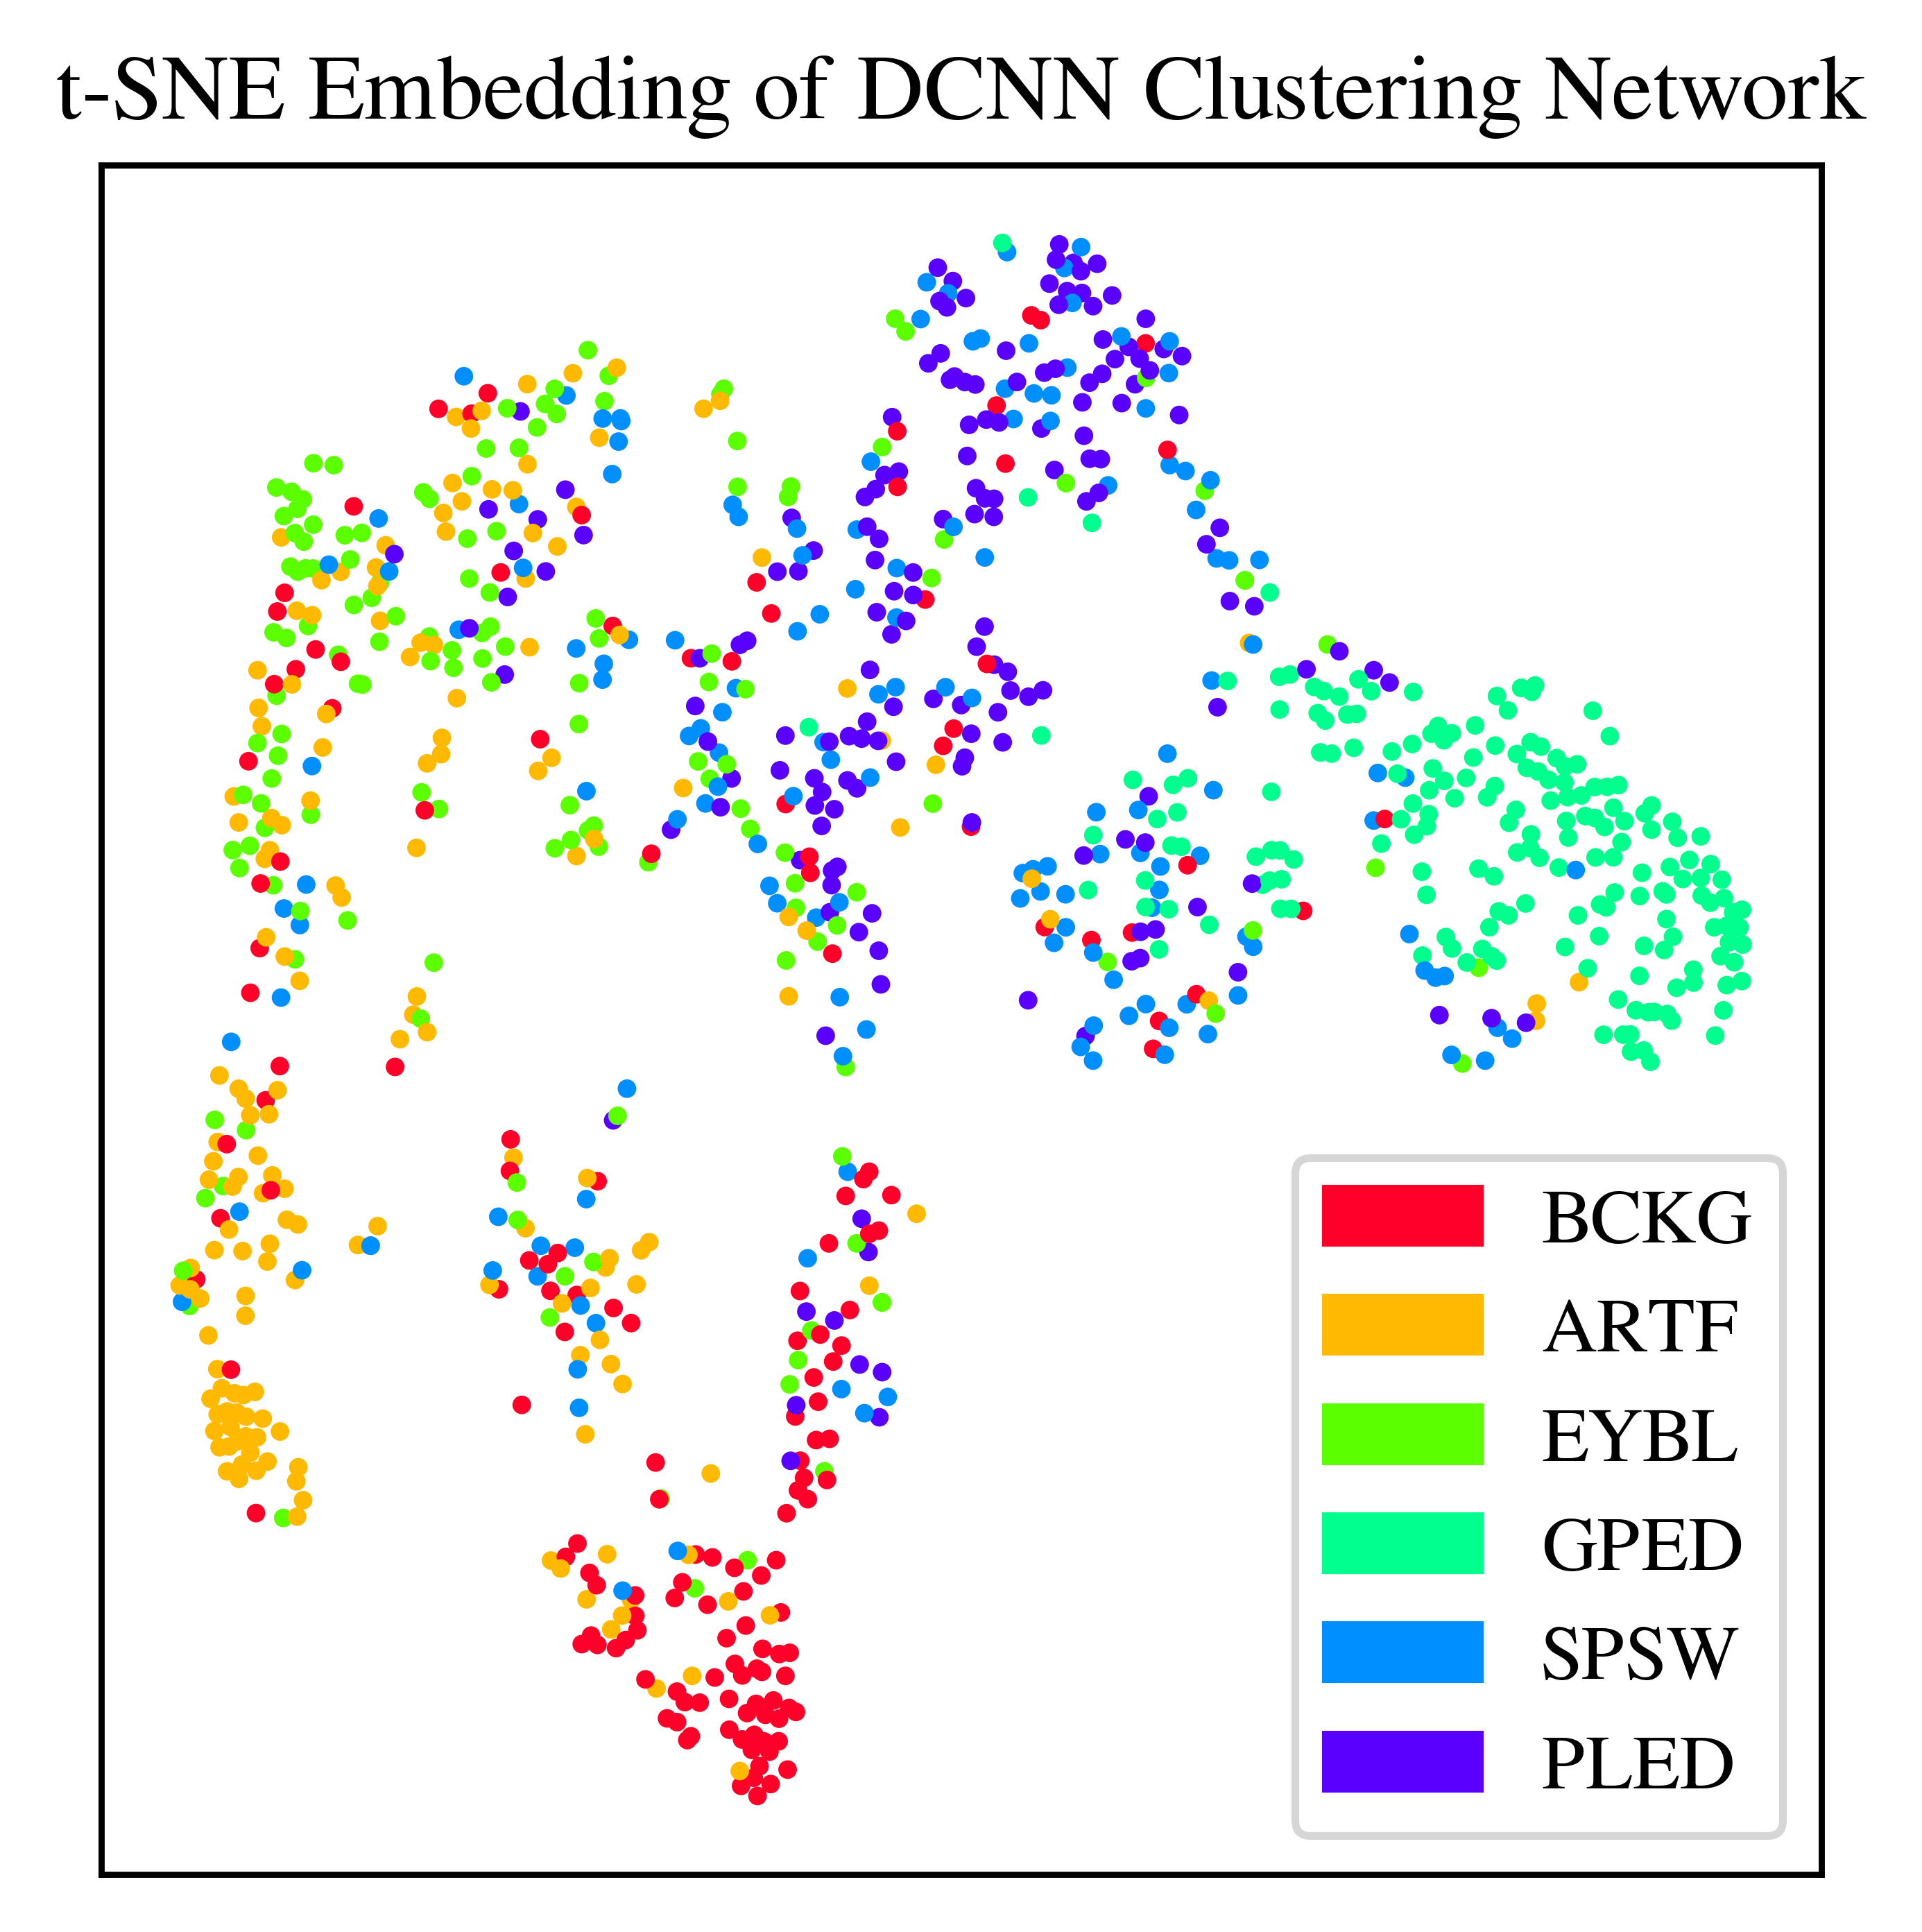 t-SNE Embedding of DCNN Clustering Network
BCKG
ARTF
EYBL
GPED
SPSW
PLED